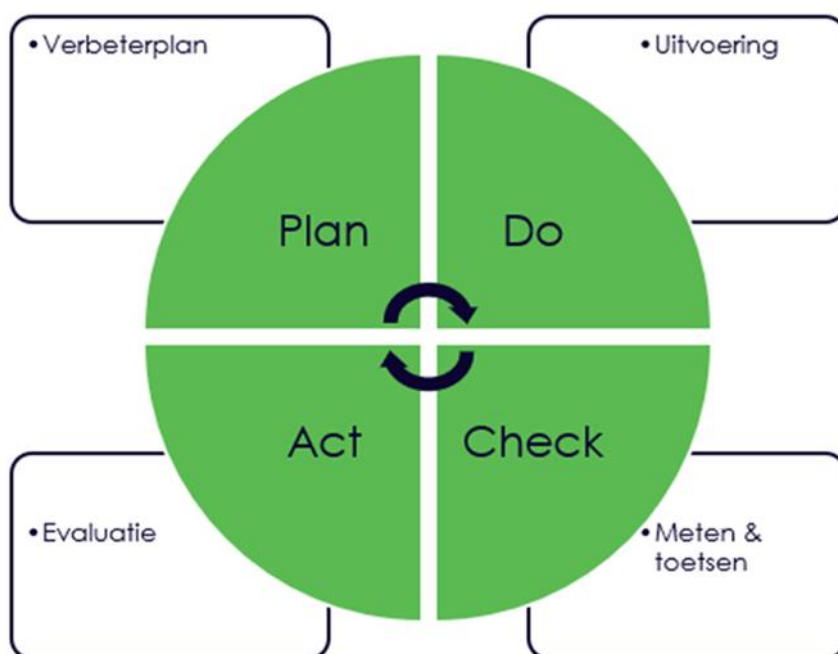 •Verbeterplan
•Uitvoering
Plan
Do
Act
Check
•Evaluatie
•Meten &
toetsen